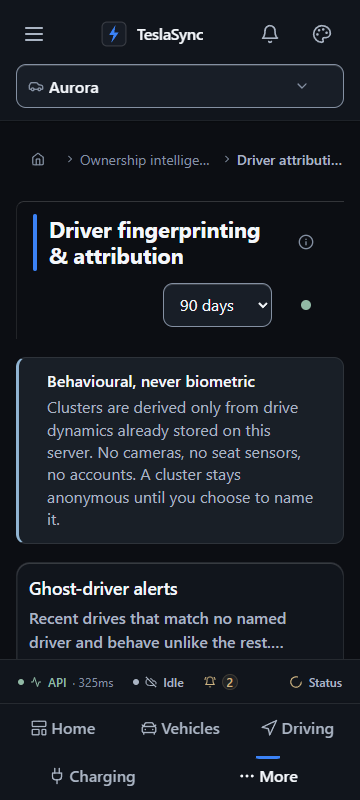 TeslaSync
Aurora
Ownership intellige...
Driver attributi...
Driver fingerprinting
& attribution
90 days
Behavioural, never biometric
Clusters are derived only from drive
dynamics already stored on this
server. No cameras, no seat sensors,
no accounts. A cluster stays
anonymous until you choose to name
it.
Ghost-driver alerts
Recent drives that match no named
driver and behave unlike the rest....
API · 325ms Idle 2 Status
Home Vehicles Driving
Charging More